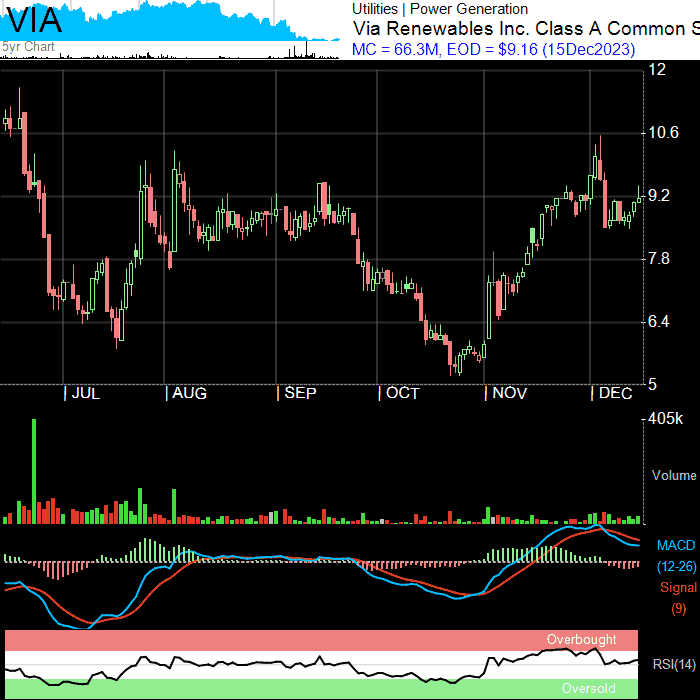 VIA
5yr Chart
Utilities | Power Generation
Via Renewables Inc. Class A Common S
MC = 66.3M, EOD = $9.16 (15Dec2023)
12
10.6
9.2
7.8
6.4
5
JUL AUG SEP OCT NOV DEC
405k
Volume
MACD
(12-26)
Signal
(9)
Overbought
RSI(14)
Oversold